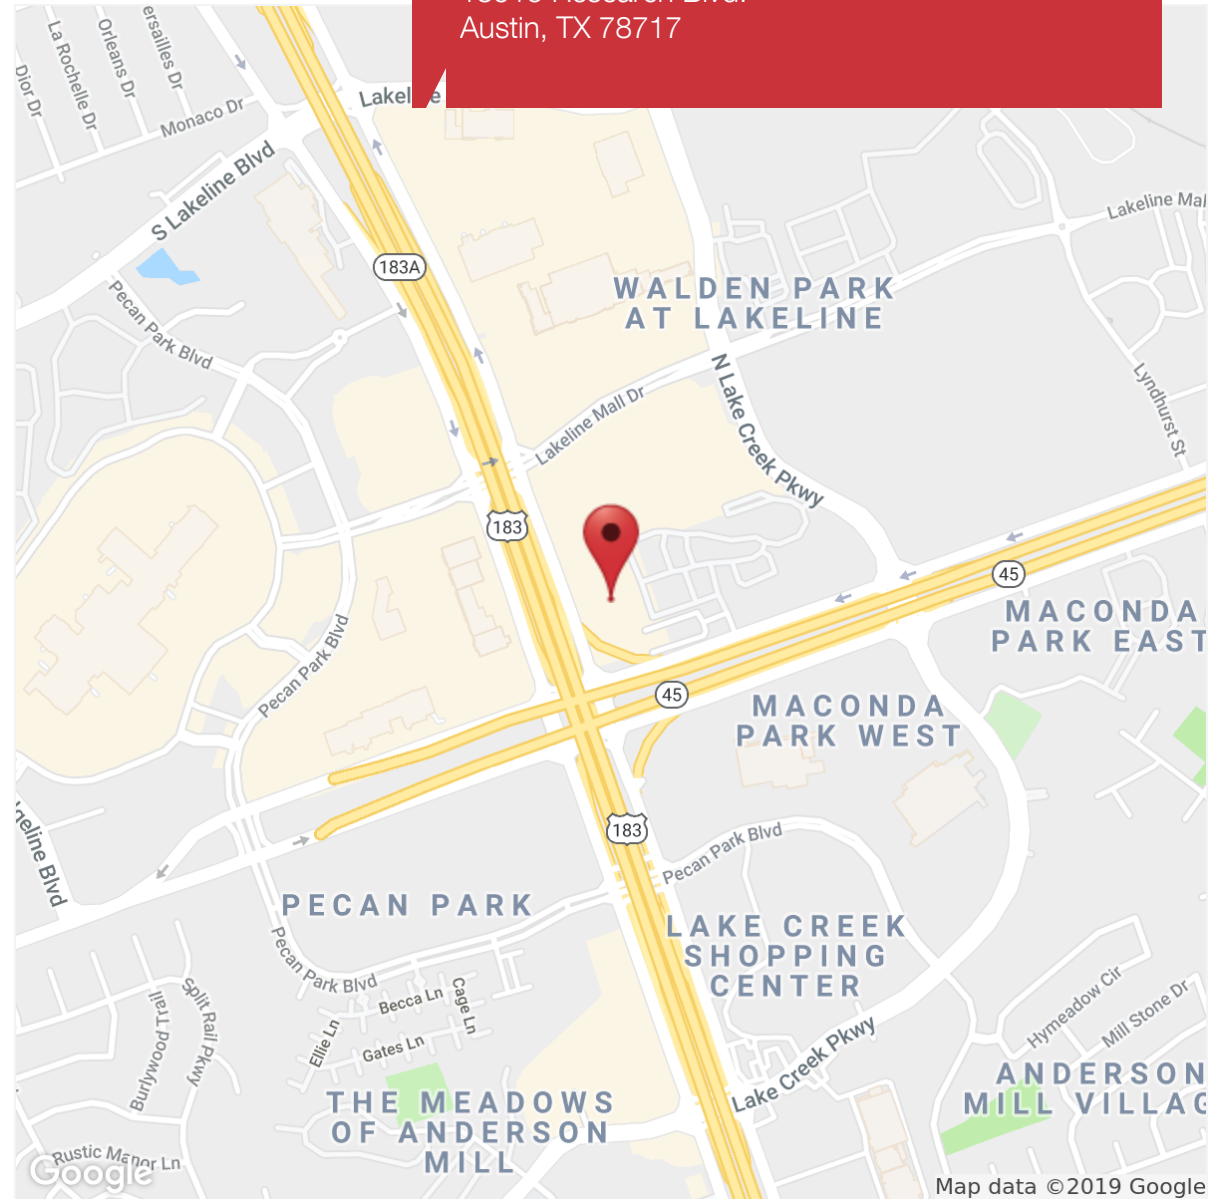 Austin, TX 78717
ersailles Dr
La Rochelle Dr
Orleans Dr
Dior Dr
Monaco Dr
Lakel
e
S Lakeline Blvd
Lakeline Mal
183A
WALDEN PARK
AT LAKELINE
Pecan Park Blvd
N Lake Creek Pkwy
Lyndhurst St
Lakeline Mall Dr
183
45
MACONDA
PARK EAST
Pecan Park Blvd
45
MACONDA
PARK WEST
geline Blvd
183
Pecan Park Blvd
PECAN PARK
LAKE CREEK
SHOPPING
CENTER
Pecan Park Blvd
Becca Ln
Cage Ln
Split Rail Pkwy
Burlywood Trail
Ellie Ln
Gates Ln
Hymeadow Cir
Mill Stone Dr
Lake Creek Pkwy
ANDERSON
MILL VILLAG
THE MEADOWS
OF ANDERSON
MILL
Rustic Manor Ln
Google
Map data ©2019 Google